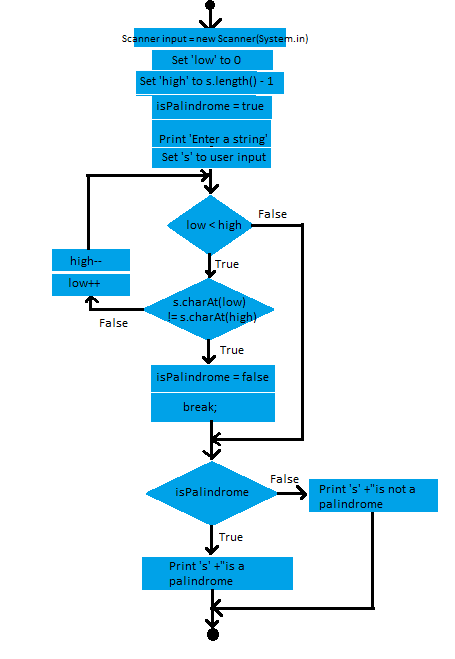 Scanner input = new Scanner(System.in)
Set 'low' to 0
Set 'high' to s.length() - 1
isPalindrome = true
Print 'Enter a string'
Set 's' to user input
low < high
False
True
high--
low++
s.charAt(low)
!= s.charAt(high)
False
True
isPalindrome = false
break;
isPalindrome
False
Print 's' +"is not a
palindrome
True
Print 's' +"is a
palindrome